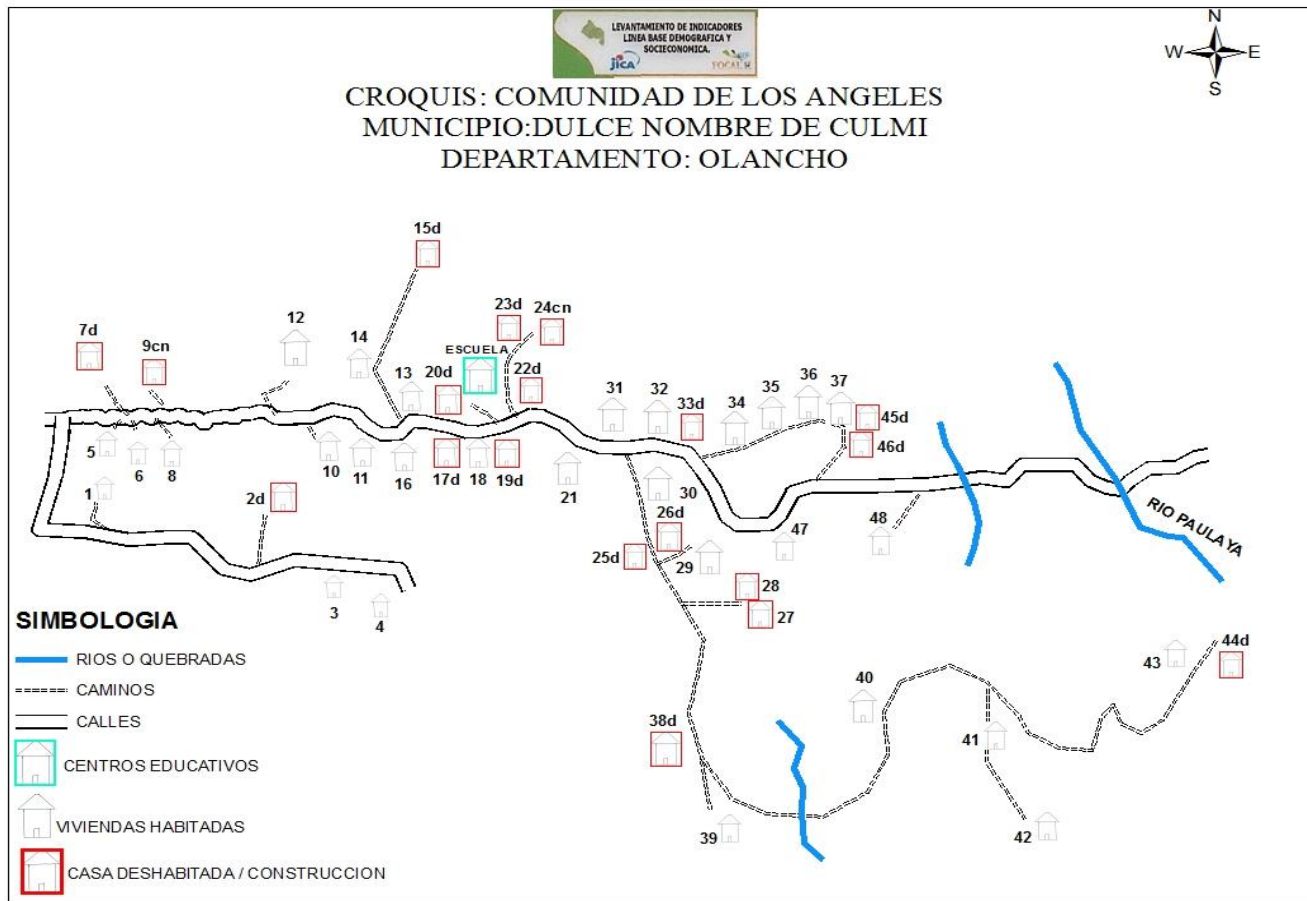 LEVANTAMIENTO DE INDICADORES
LINEA BASE DEMOGRAFICA Y
SOCIECONOMICA.
jICA
FOCAL
N
W E
S
CROQUIS: COMUNIDAD DE LOS ANGELES
MUNICIPIO:DULCE NOMBRE DE CULMI
DEPARTAMENTO: OLANCHO
15d
23d 24cn
12
7d
9cn
14
ESCUELA
13 20d
22d
31 32 33d 34 35 36 37
45d
46d
5 6 8
10 11 16 17d 18 19d
21
30
1
2d
26d
25d
29
47
48
28
27
RIO PAULAYA
3
4
SIMBOLOGIA
RIOS O QUEBRADAS
CAMINOS
CALLES
CENTROS EDUCATIVOS
VIVIENDAS HABITADAS
CASA DESHABITADA / CONSTRUCCION
38d
39
40
41
42
43
44d